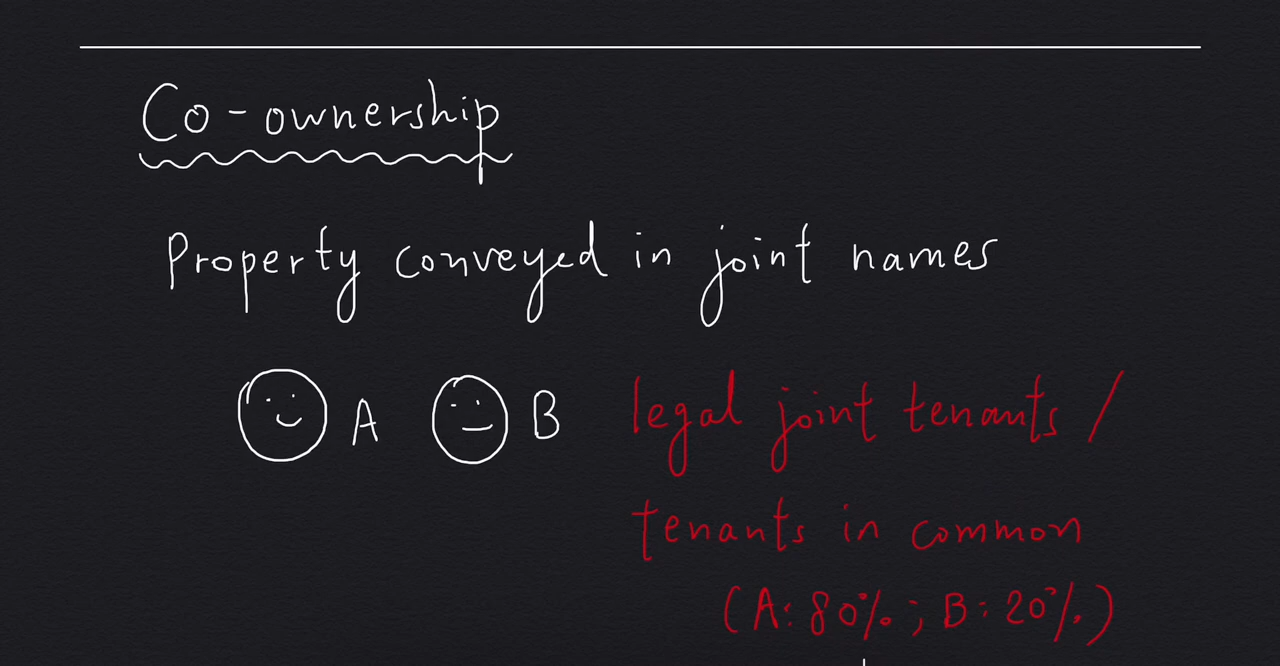 Co-ownership
Property conveyed in joint names
A B legal joint tenants /
tenants in common
(A: 80%; B: 20%)